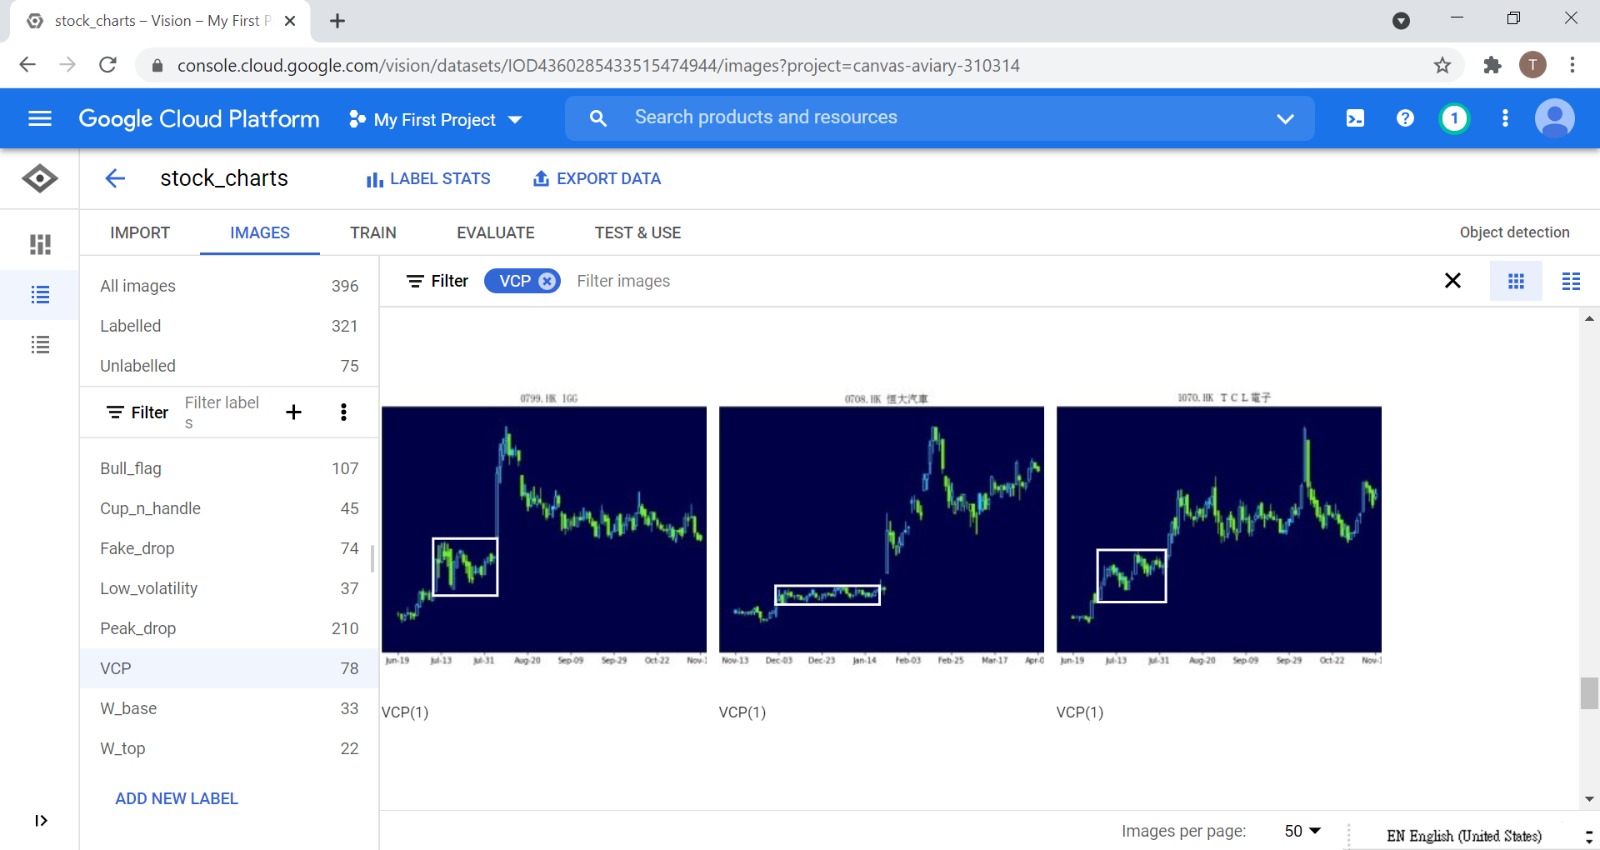 stock_charts – Vision – My First P
console.cloud.google.com/vision/datasets/IOD4360285433515474944/images?project=canvas-aviary-310314
T
Google Cloud Platform
My First Project
Search products and resources
1
stock_charts
LABEL STATS
EXPORT DATA
IMPORT
IMAGES
TRAIN
EVALUATE
TEST & USE
Object detection
All images 396
Labelled 321
Unlabelled 75
Filter
Filter label
s
Bull_flag 107
Cup_n_handle 45
Fake_drop 74
Low_volatility 37
Peak_drop 210
VCP 78
W_base 33
W_top 22
ADD NEW LABEL
Filter
VCP
Filter images
0799.HK IGG
Jun-19 Jul-13 Jul-31 Aug-20 Sep-09 Sep-29 Oct-22 Nov-1
VCP(1)
0708.HK 恒大汽車
Nov-13 Dec-03 Dec-23 Jan-14 Feb-03 Feb-25 Mar-17 Apr-0
VCP(1)
1070.HK TCL電子
Jun-19 Jul-13 Jul-31 Aug-20 Sep-09 Sep-29 Oct-22 Nov-1
VCP(1)
Images per page: 50
EN English (United States)